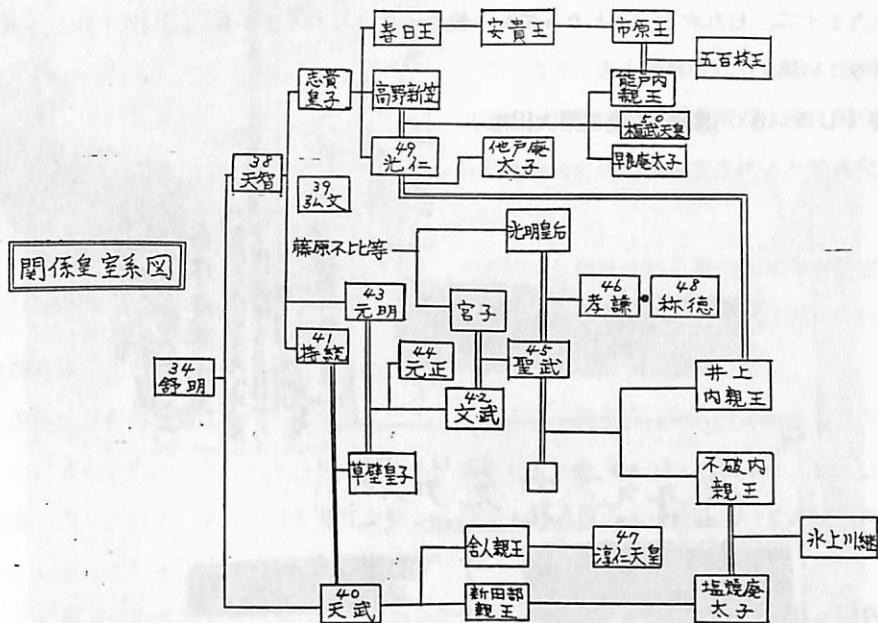 関係皇室系図
34
舒明
38
天智
40
天武
志貴
皇子
39
弘文
43
元明
41
持統
草壁皇子
春日王
高野新笠
49
光仁
藤原不比等
44
元正
宮子
42
文武
安貴王
他戸廃
太子
光明皇后
45
聖武
舎人親王
新田部
親王
市原王
能戸内
親王
50
桓武天皇
早良廃太子
46
孝謙
48
称徳
47
淳仁天皇
五百枝王
井上
内親王
不破内
親王
塩焼廃
太子
氷上川継